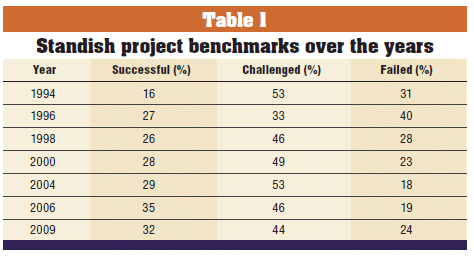 Table 1
Standish project benchmarks over the years
Year Successful (%) Challenged (%) Failed (%)
1994 16 53 31
1996 27 33 40
1998 26 46 28
2000 28 49 23
2004 29 53 18
2006 35 46 19
2009 32 44 24